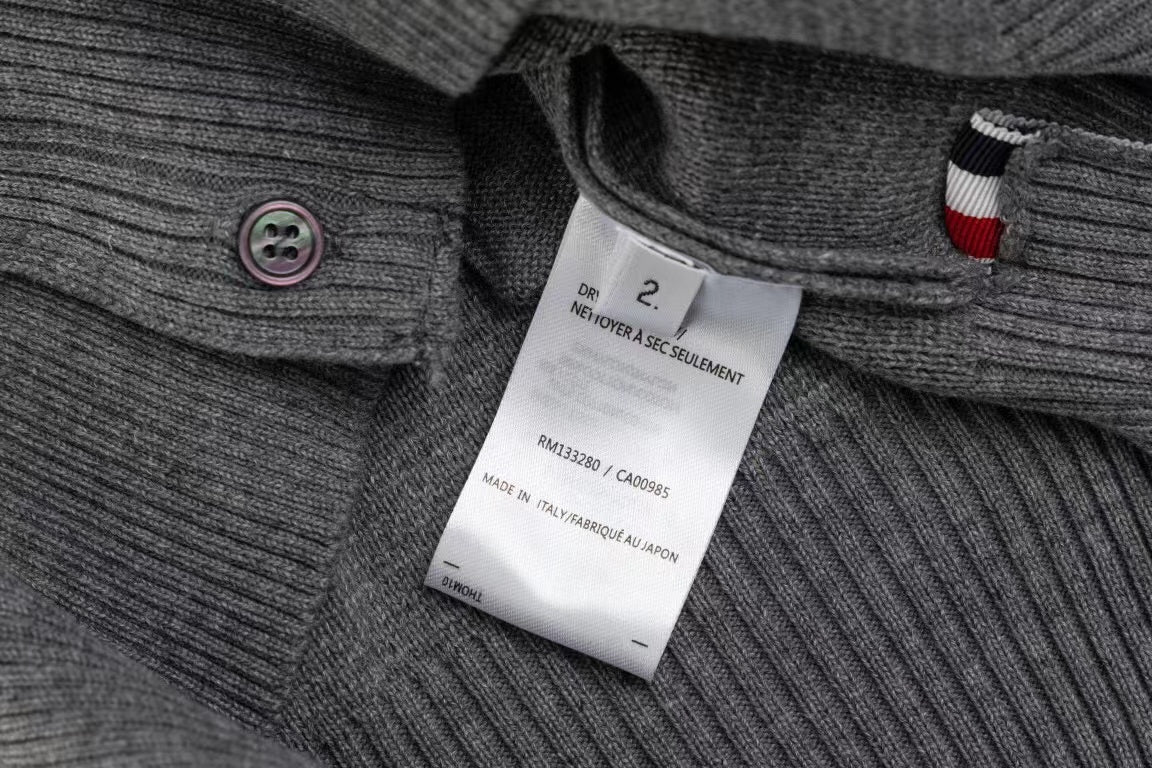 2.
DRY
NETTOYER À SEC SEULEMENT
RM133280 / CA00985
MADE IN ITALY/FABRIQUÉ AU JAPON
THOM10